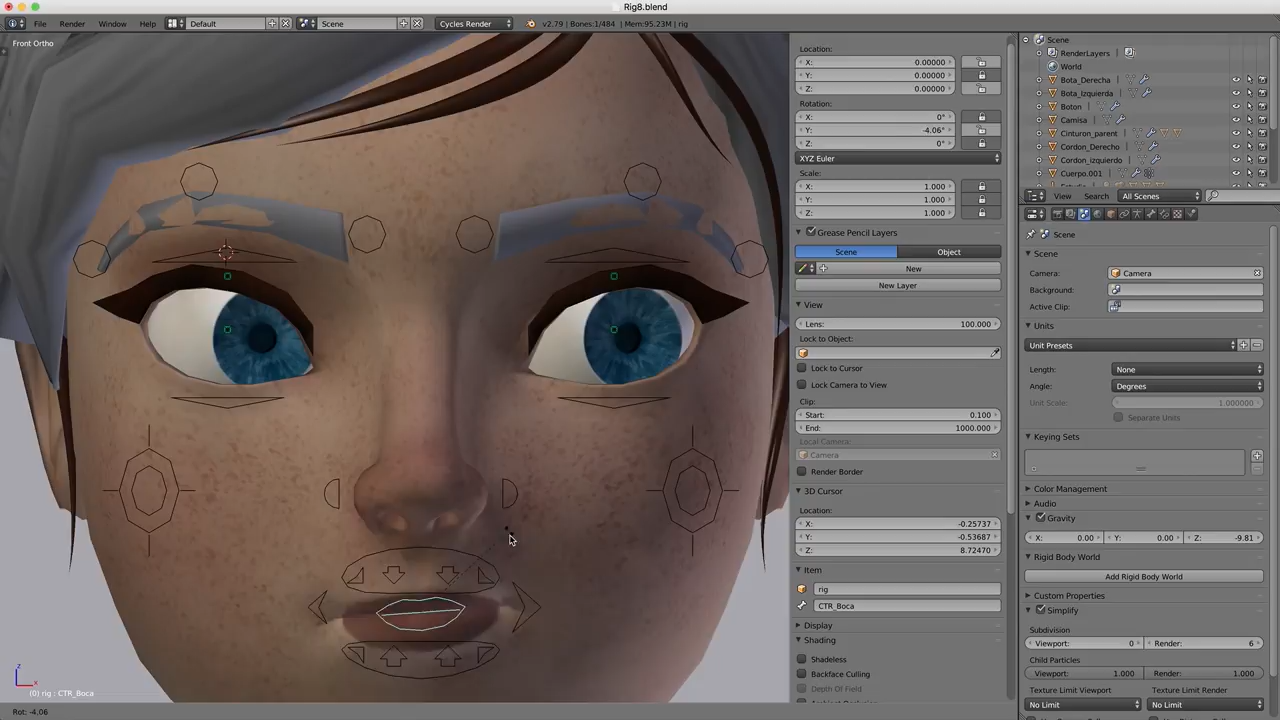 Rig8.blend
File Render Window Help Default Scene Cycles Render v2.79 | Bones:1/484 | Mem:95.23M | rig
Front Ortho
(0) rig : CTR_Boca
Rot: -4.06
Location:
X: 0.00000
Y: 0.00000
Z: 0.00000
Rotation:
X: 0°
Y: -4.06°
Z: 0°
XYZ Euler
Scale:
X: 1.000
Y: 1.000
Z: 1.000
Grease Pencil Layers
Scene Object
New
New Layer
View
Lens: 100.000
Lock to Object:
Lock to Cursor
Lock Camera to View
Clip:
Start: 0.100
End: 1000.000
Local Camera:
Camera
Render Border
3D Cursor
Location:
X: -0.25737
Y: -0.53687
Z: 8.72470
Item
rig
CTR_Boca
Display
Shading
Shadeless
Backface Culling
Depth Of Field
Scene
RenderLayers
World
Bota_Derecha
Bota_Izquierda
Boton
Camisa
Cinturon_parent
Cordon_Derecho
Cordon_izquierdo
Cuerpo.001
View Search All Scenes
Scene
Scene
Camera: Camera
Background:
Active Clip:
Units
Unit Presets
Length: None
Angle: Degrees
Unit Scale: 1.000000
Separate Units
Keying Sets
Color Management
Audio
Gravity
X: 0.00 Y: 0.00 Z: -9.81
Rigid Body World
Add Rigid Body World
Custom Properties
Simplify
Subdivision
Viewport: 0 Render: 6
Child Particles
Viewport: 1.000 Render: 1.000
Texture Limit Viewport Texture Limit Render
No Limit No Limit